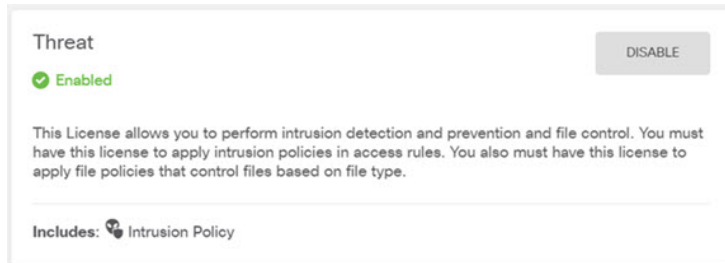 Threat
DISABLE
Enabled
This License allows you to perform intrusion detection and prevention and file control. You must
have this license to apply intrusion policies in access rules. You also must have this license to
apply file policies that control files based on file type.
Includes: Intrusion Policy